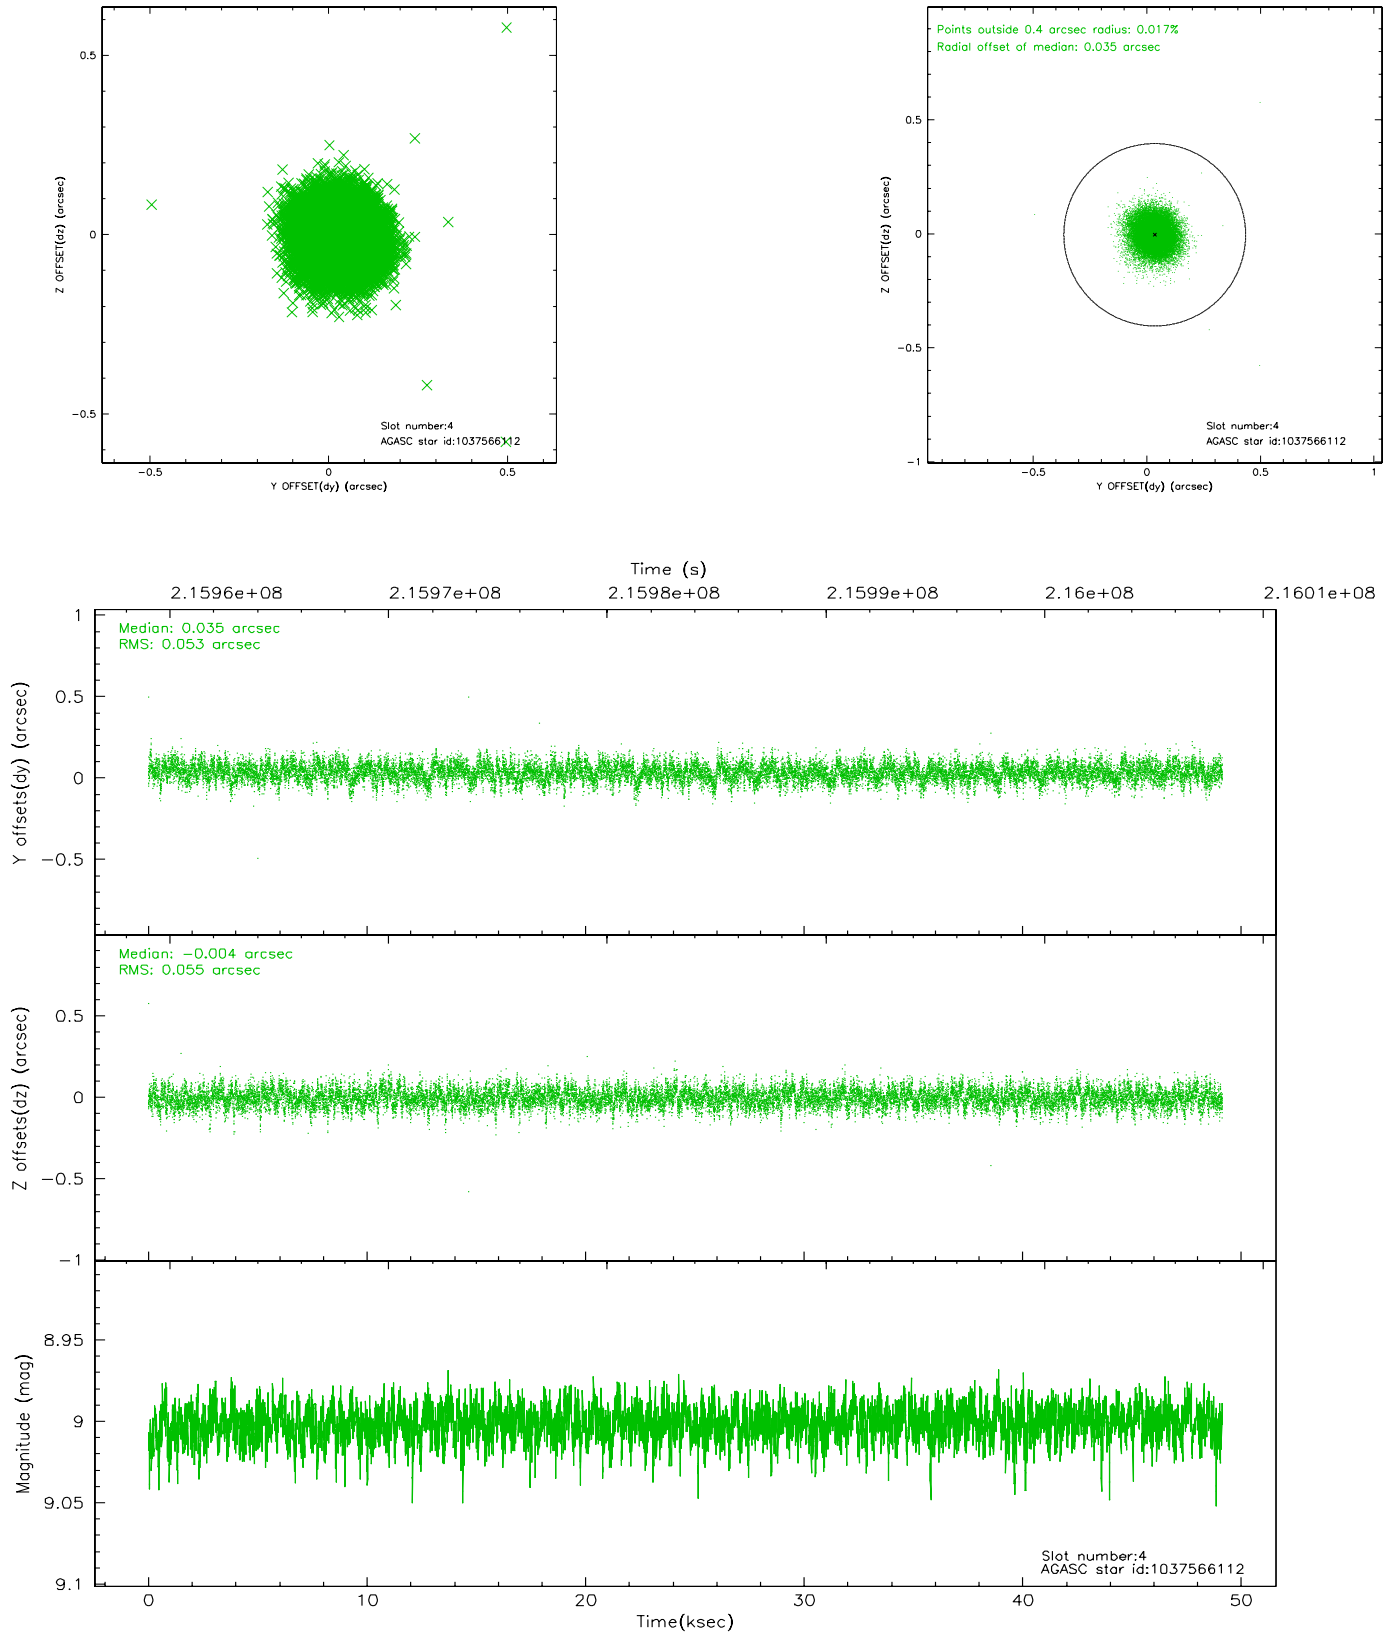 0.5
0
-0.5
Z OFFSET(dz) (arcsec)
Slot number:4
AGASC star id:1037566112
-0.5
0
0.5
Y OFFSET(dy) (arcsec)
Points outside 0.4 arcsec radius: 0.017%
Radial offset of median: 0.035 arcsec
0.5
0
-0.5
-1
Z OFFSET(dz) (arcsec)
Slot number:4
AGASC star id:1037566112
-0.5
0
0.5
1
Y OFFSET(dy) (arcsec)
Time (s)
2.1596e+08
2.1597e+08
2.1598e+08
2.1599e+08
2.16e+08
2.1601e+08
Median: 0.035 arcsec
RMS: 0.053 arcsec
1
0.5
0
-0.5
Y offsets(dy) (arcsec)
Median: -0.004 arcsec
RMS: 0.055 arcsec
0.5
0
-0.5
-1
Z offsets(dz) (arcsec)
8.95
9
9.05
9.1
Magnitude (mag)
Slot number:4
AGASC star id:1037566112
0
10
20
30
40
50
Time(ksec)